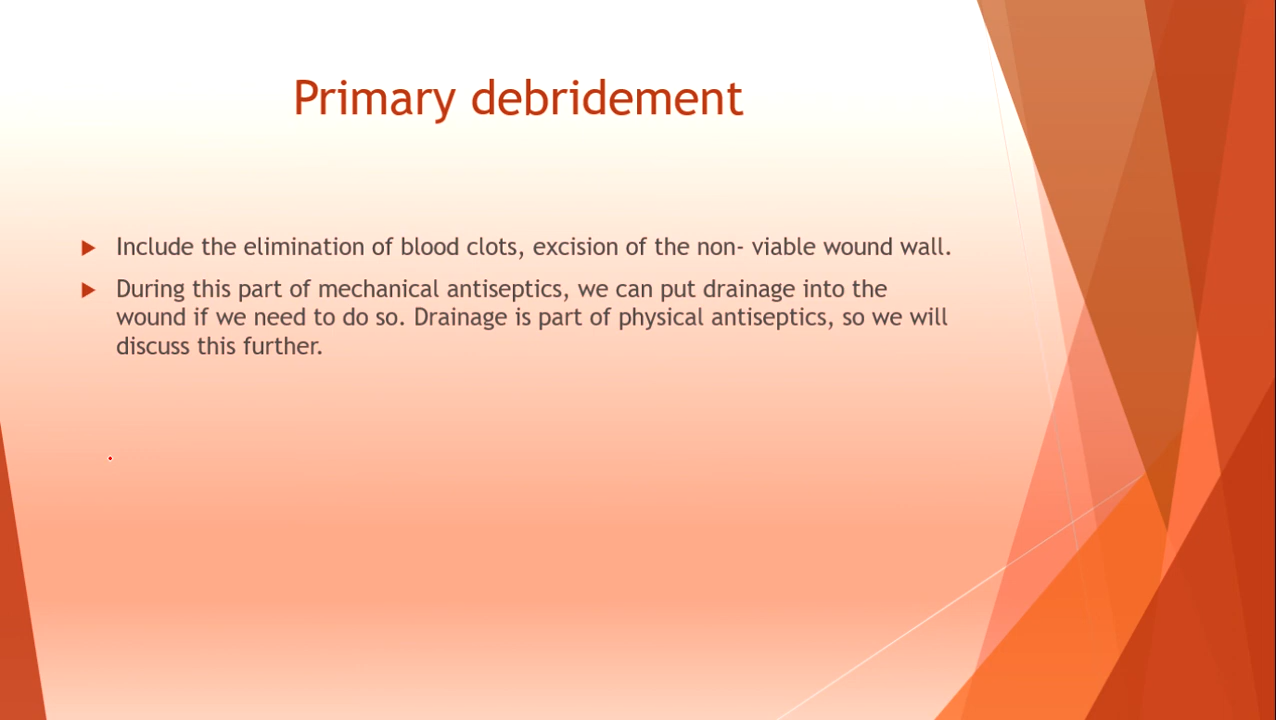 Primary debridement
Include the elimination of blood clots, excision of the non- viable wound wall.
During this part of mechanical antiseptics, we can put drainage into the
wound if we need to do so. Drainage is part of physical antiseptics, so we will
discuss this further.